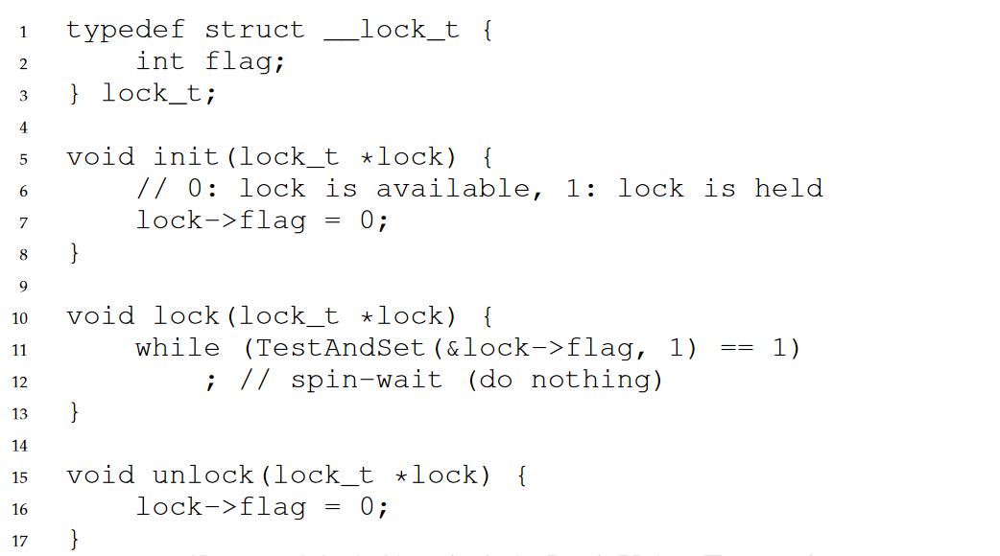 1 typedef struct __lock_t {
2 int flag;
3 } lock_t;
4
5 void init(lock_t *lock) {
6 // 0: lock is available, 1: lock is held
7 lock->flag = 0;
8 }
9
10 void lock(lock_t *lock) {
11 while (TestAndSet(&lock->flag, 1) == 1)
12 ; // spin-wait (do nothing)
13 }
14
15 void unlock(lock_t *lock) {
16 lock->flag = 0;
17 }